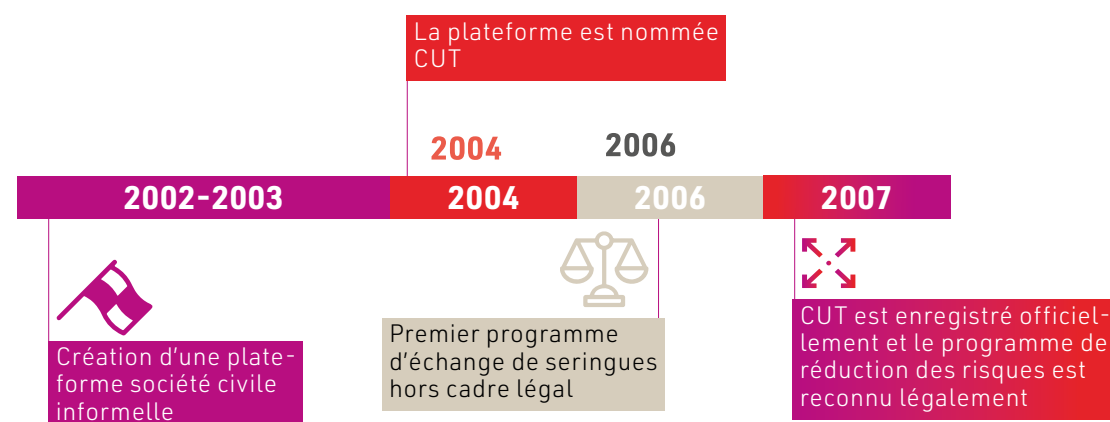 La plateforme est nommée
CUT
2004
2006
2002-2003
2004
2006
2007
Création d’une plate-
forme société civile
informelle
Premier programme
d’échange de seringues
hors cadre légal
CUT est enregistré officiel-
lement et le programme de
réduction des risques est
reconnu légalement